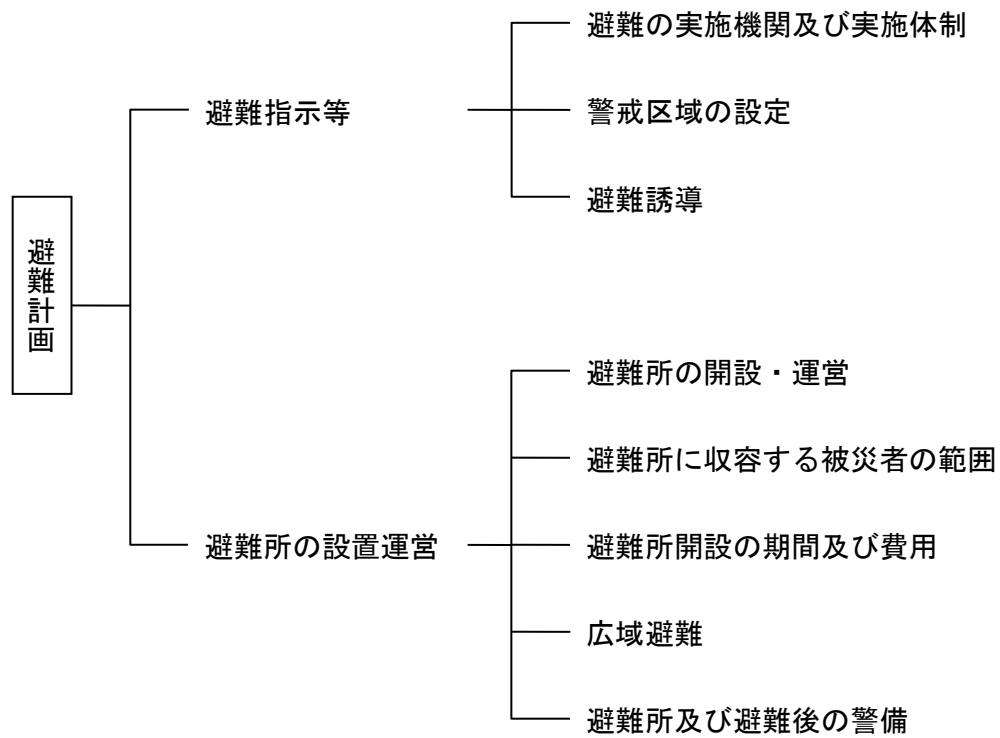 避難計画
避難指示等
避難の実施機関及び実施体制
警戒区域の設定
避難誘導
避難所の設置運営
避難所の開設・運営
避難所に収容する被災者の範囲
避難所開設の期間及び費用
広域避難
避難所及び避難後の警備